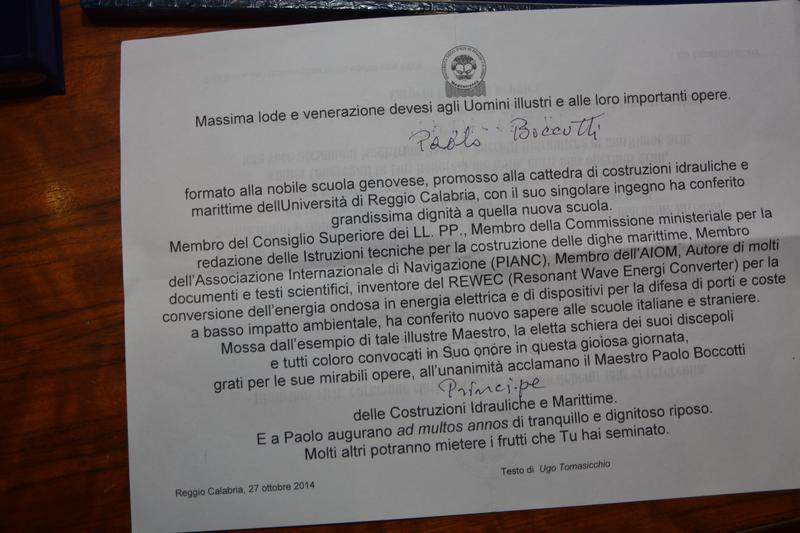 Massima lode e venerazione devesi agli Uomini illustri e alle loro importanti opere.
Paolo Boccotti
formato alla nobile scuola genovese, promosso alla cattedra di costruzioni idrauliche e
marittime dellUniversità di Reggio Calabria, con il suo singolare ingegno ha conferito
grandissima dignità a quella nuova scuola.
Membro del Consiglio Superiore dei LL. PP., Membro della Commissione ministeriale per la
redazione delle Istruzioni tecniche per la costruzione delle dighe marittime, Membro
dell'Associazione Internazionale di Navigazione (PIANC), Membro dell'AIOM, Autore di molti
documenti e testi scientifici, inventore del REWEC (Resonant Wave Energi Converter) per la
conversione dell'energia ondosa in energia elettrica e di dispositivi per la difesa di porti e coste
a basso impatto ambientale, ha conferito nuovo sapere alle scuole italiane e straniere.
Mossa dall'esempio di tale illustre Maestro, la eletta schiera dei suoi discepoli
e tutti coloro convocati in Suo onore in questa gioiosa giornata,
grati per le sue mirabili opere, all'unanimità acclamano il Maestro Paolo Boccotti
Principe
delle Costruzioni Idrauliche e Marittime.
E a Paolo augurano ad multos annos di tranquillo e dignitoso riposo.
Molti altri potranno mietere i frutti che Tu hai seminato.
Testo di Ugo Tomasicchio
Reggio Calabria, 27 ottobre 2014